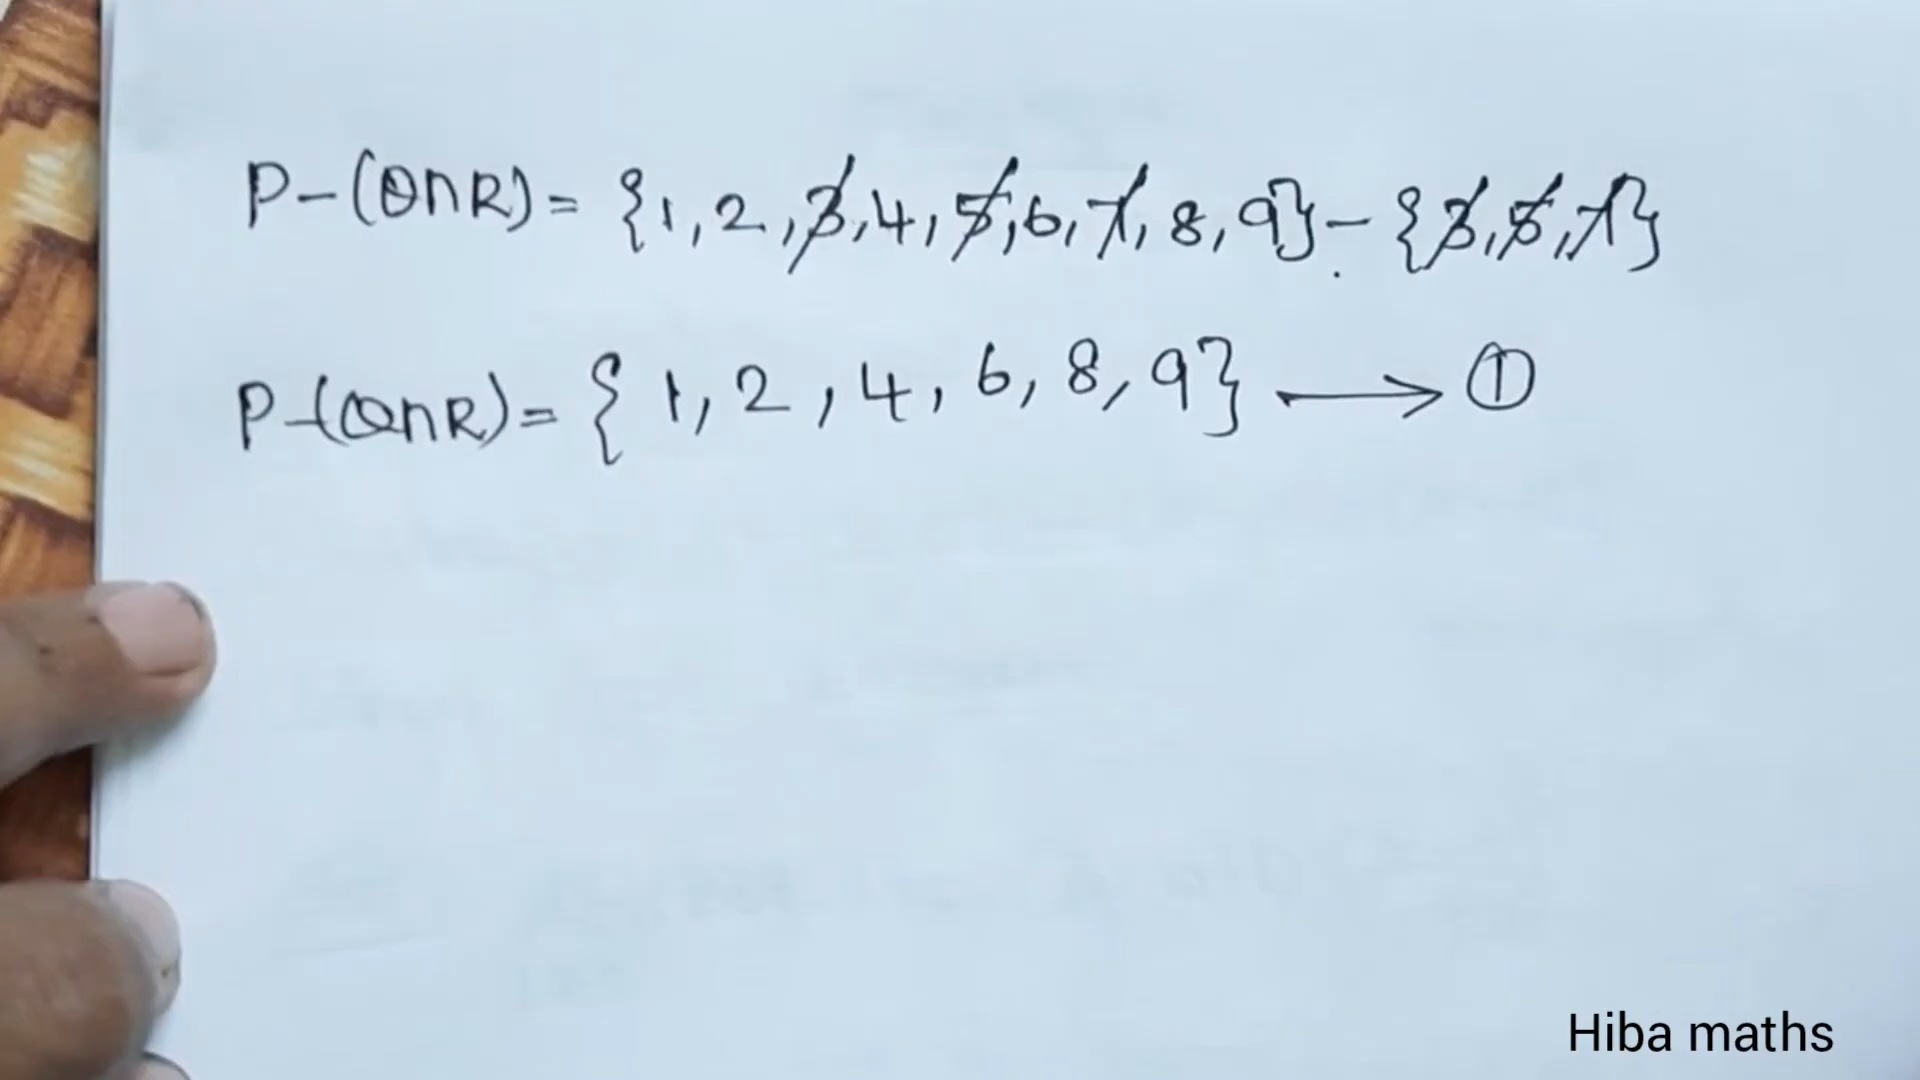 P-(Q∩R)= {1,2,3,4,5,6,7,8,9}-{3,5,7}
P-(Q∩R)={1,2,4,6,8,9} → ①
Hiba maths